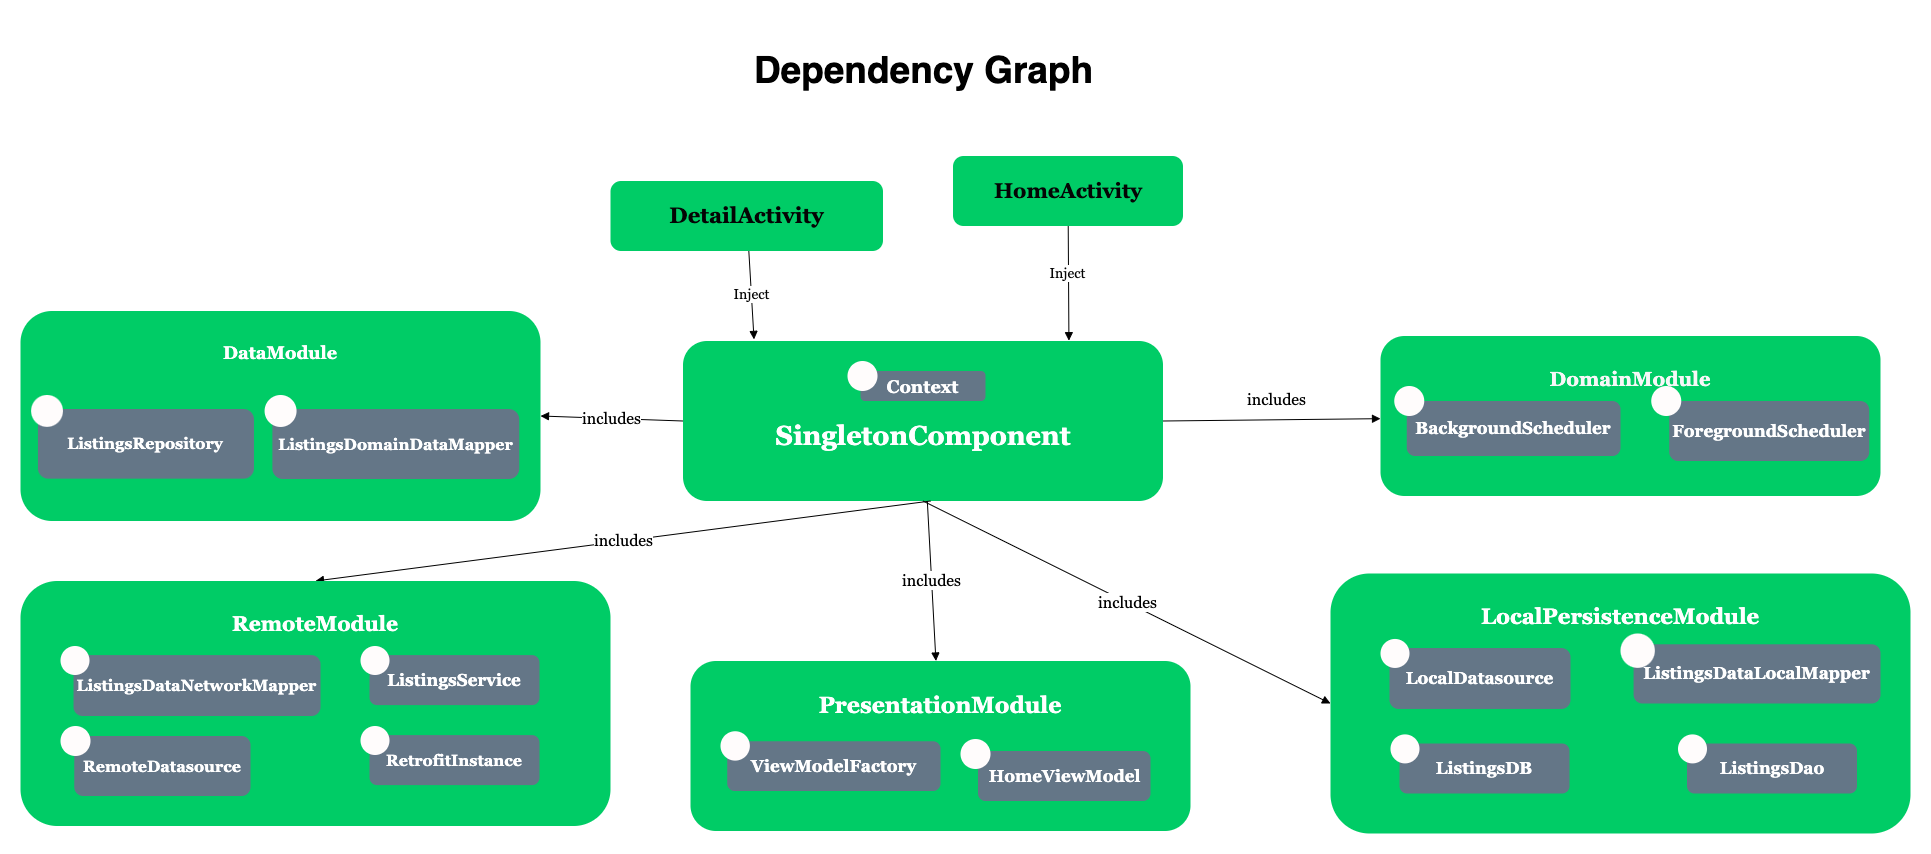 Dependency Graph
DetailActivity
HomeActivity
Inject
Inject
DataModule
ListingsRepository
ListingsDomainDataMapper
includes
Context
SingletonComponent
includes
DomainModule
BackgroundScheduler
ForegroundScheduler
includes
includes
includes
RemoteModule
ListingsDataNetworkMapper
ListingsService
RemoteDatasource
RetrofitInstance
PresentationModule
ViewModelFactory
HomeViewModel
LocalPersistenceModule
LocalDatasource
ListingsDataLocalMapper
ListingsDB
ListingsDao